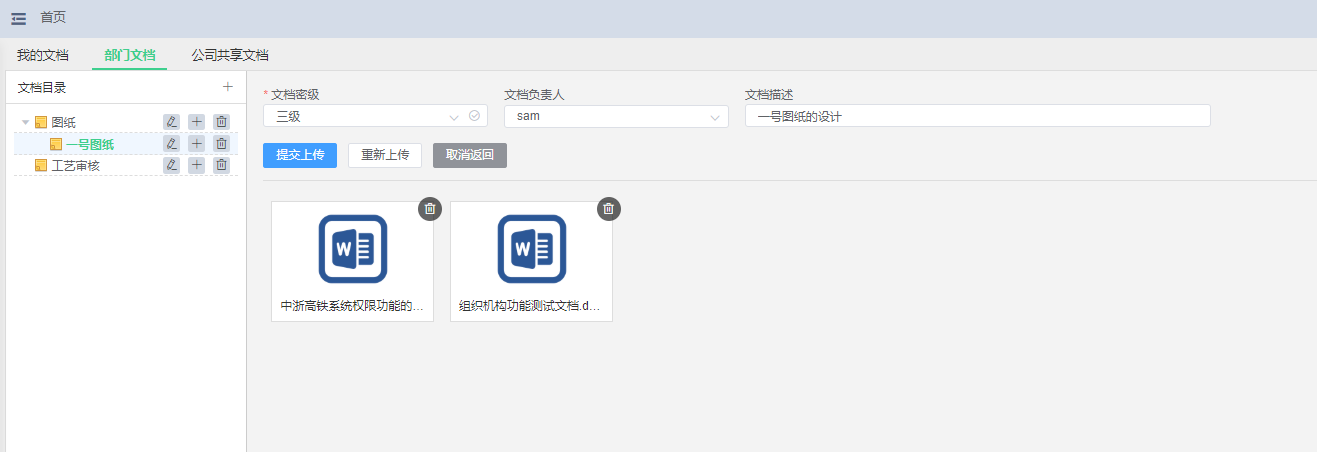 首页
我的文档 部门文档 公司共享文档
文档目录
图纸
一号图纸
工艺审核
* 文档密级 文档负责人 文档描述
三级 sam 一号图纸的设计
提交上传 重新上传 取消返回
W W
中浙高铁系统权限功能的... 组织机构功能测试文档.d...